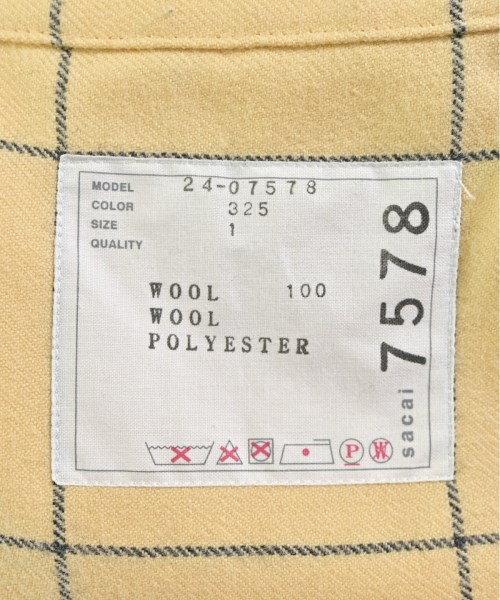 MODEL 24-07578
COLOR 325
SIZE 1
QUALITY
WOOL 100
WOOL
POLYESTER
P
W
sacai 7578